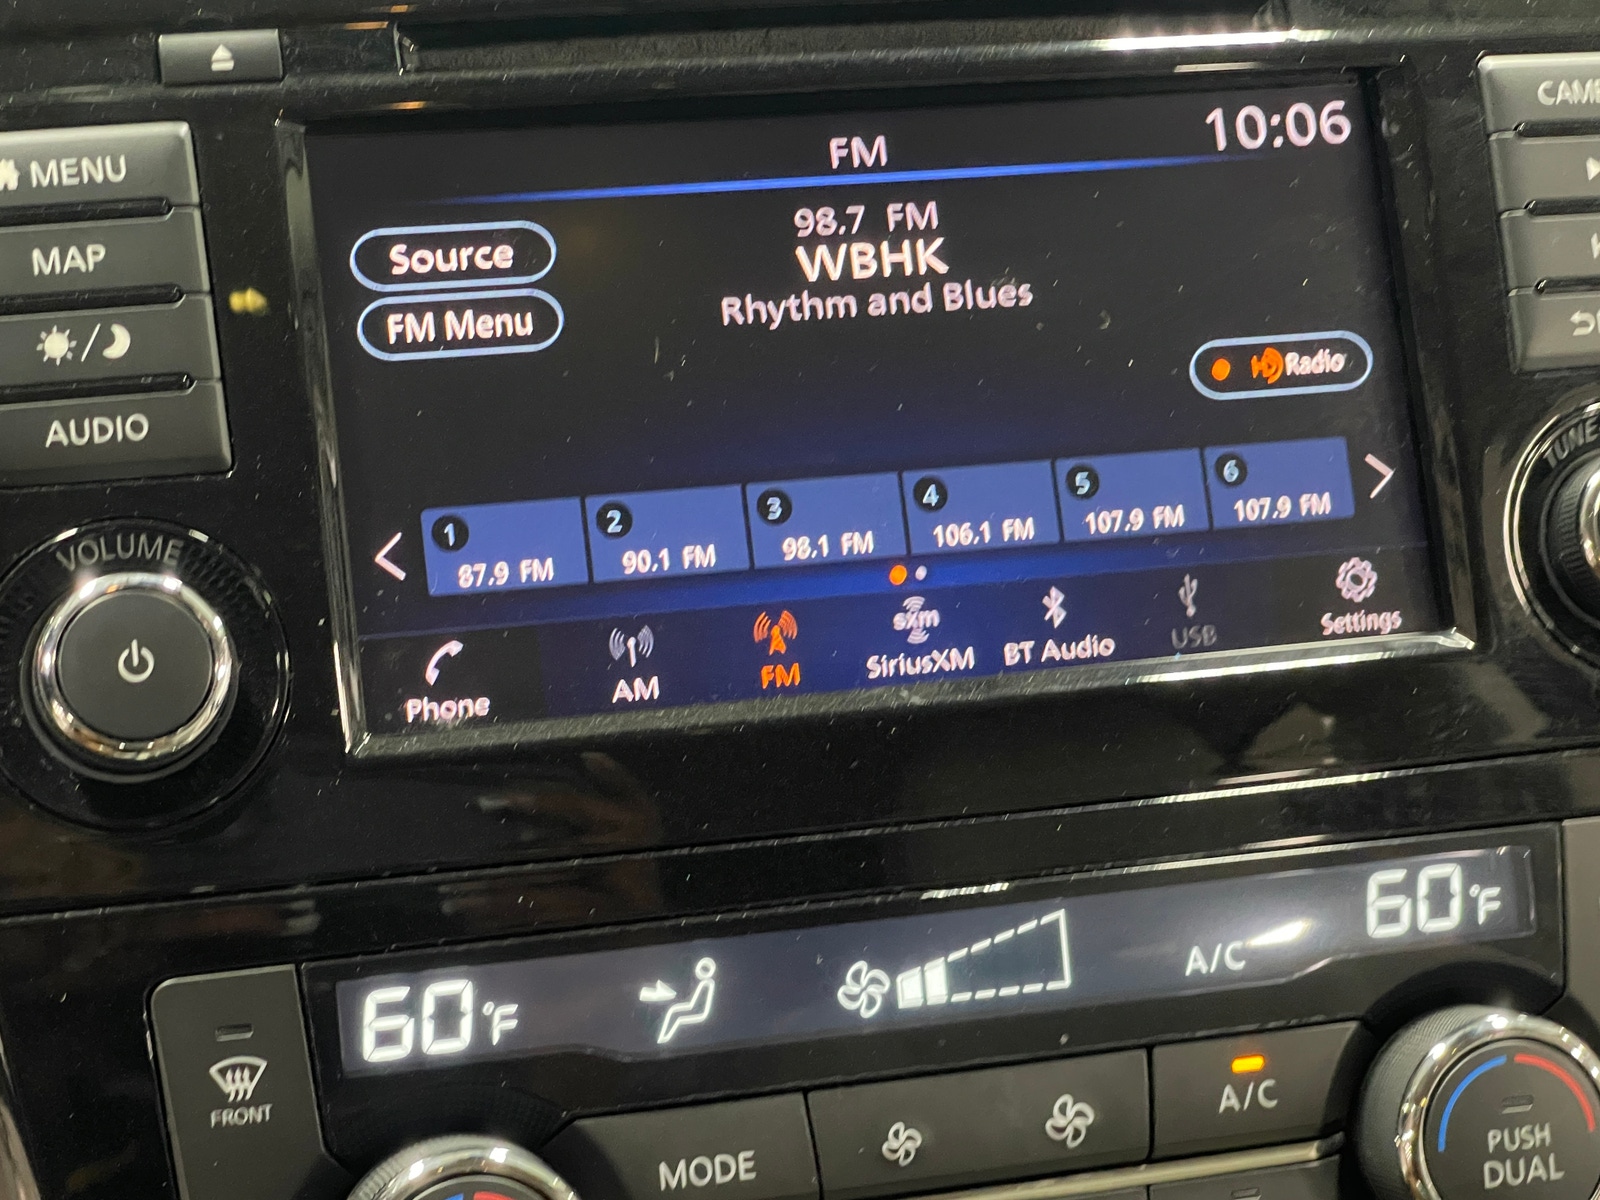 MENU
MAP
AUDIO
VOLUME
FM
10:06
98.7 FM
WBHK
Rhythm and Blues
Source
FM Menu
HD Radio
1
87.9 FM
2
90.1 FM
3
98.1 FM
4
106.1 FM
5
107.9 FM
6
107.9 FM
Phone
AM
FM
sxm
SiriusXM
BT Audio
USB
Settings
TUNE
60°F
A/C
60°F
FRONT
MODE
A/C
PUSH
DUAL